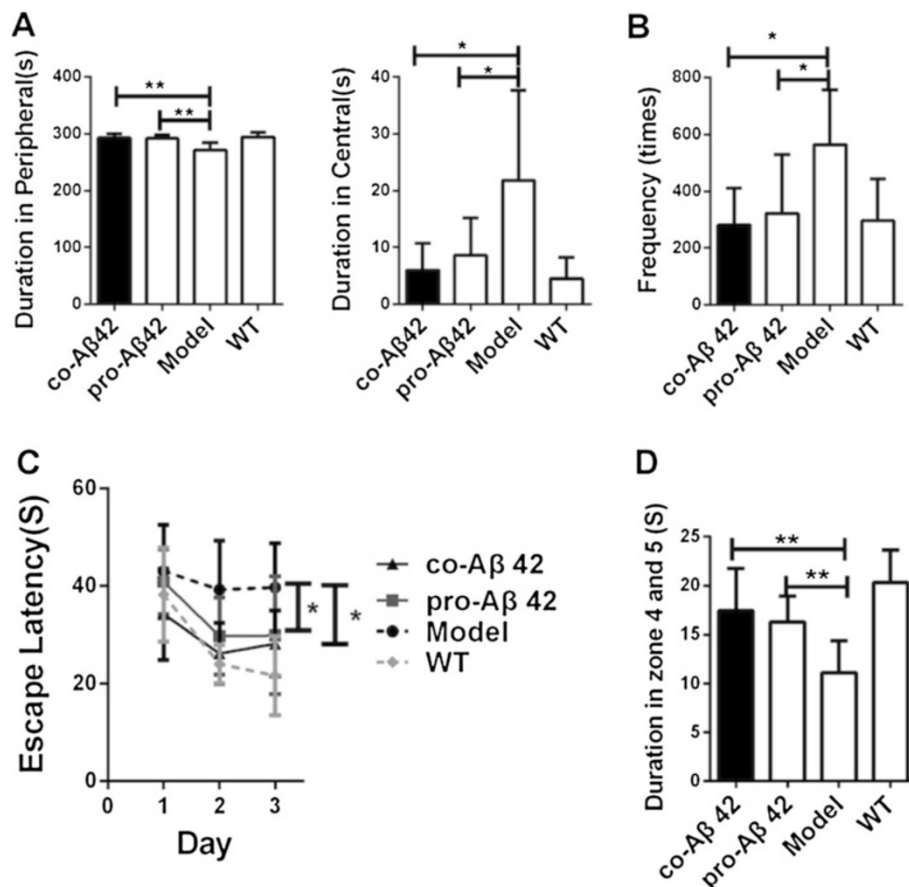 A
Duration in Peripheral(s)
400
300
200
100
0
**
**
co-Aβ42
pro-Aβ42
Model
WT
Duration in Central(s)
40
30
20
10
0
*
*
co-Aβ42
pro-Aβ42
Model
WT
B
Frequency (times)
800
600
400
200
0
*
*
co-Aβ 42
pro-Aβ 42
Model
WT
C
Escape Latency(S)
60
40
20
0
0
1
2
3
Day
*
*
co-Aβ 42
pro-Aβ 42
Model
WT
D
Duration in zone 4 and 5 (S)
25
20
15
10
5
0
**
**
co-Aβ 42
pro-Aβ 42
Model
WT